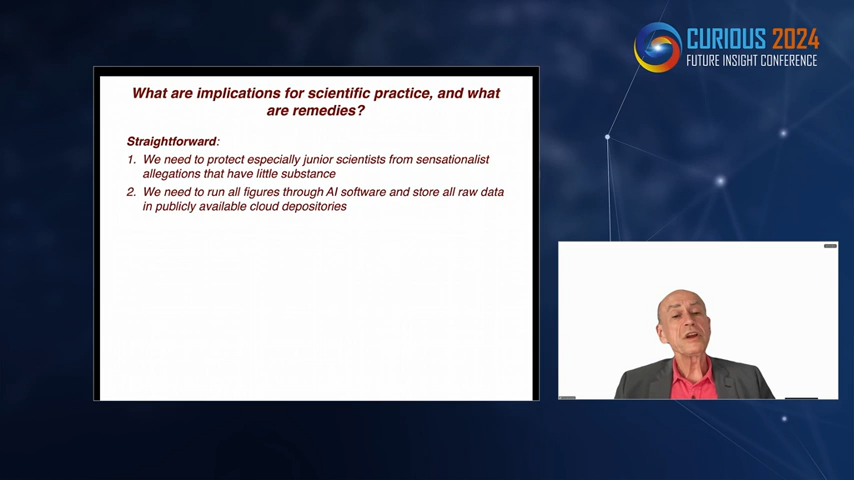 CURIOUS 2024
FUTURE INSIGHT CONFERENCE
What are implications for scientific practice, and what
are remedies?
Straightforward:
1. We need to protect especially junior scientists from sensationalist
allegations that have little substance
2. We need to run all figures through AI software and store all raw data
in publicly available cloud depositories